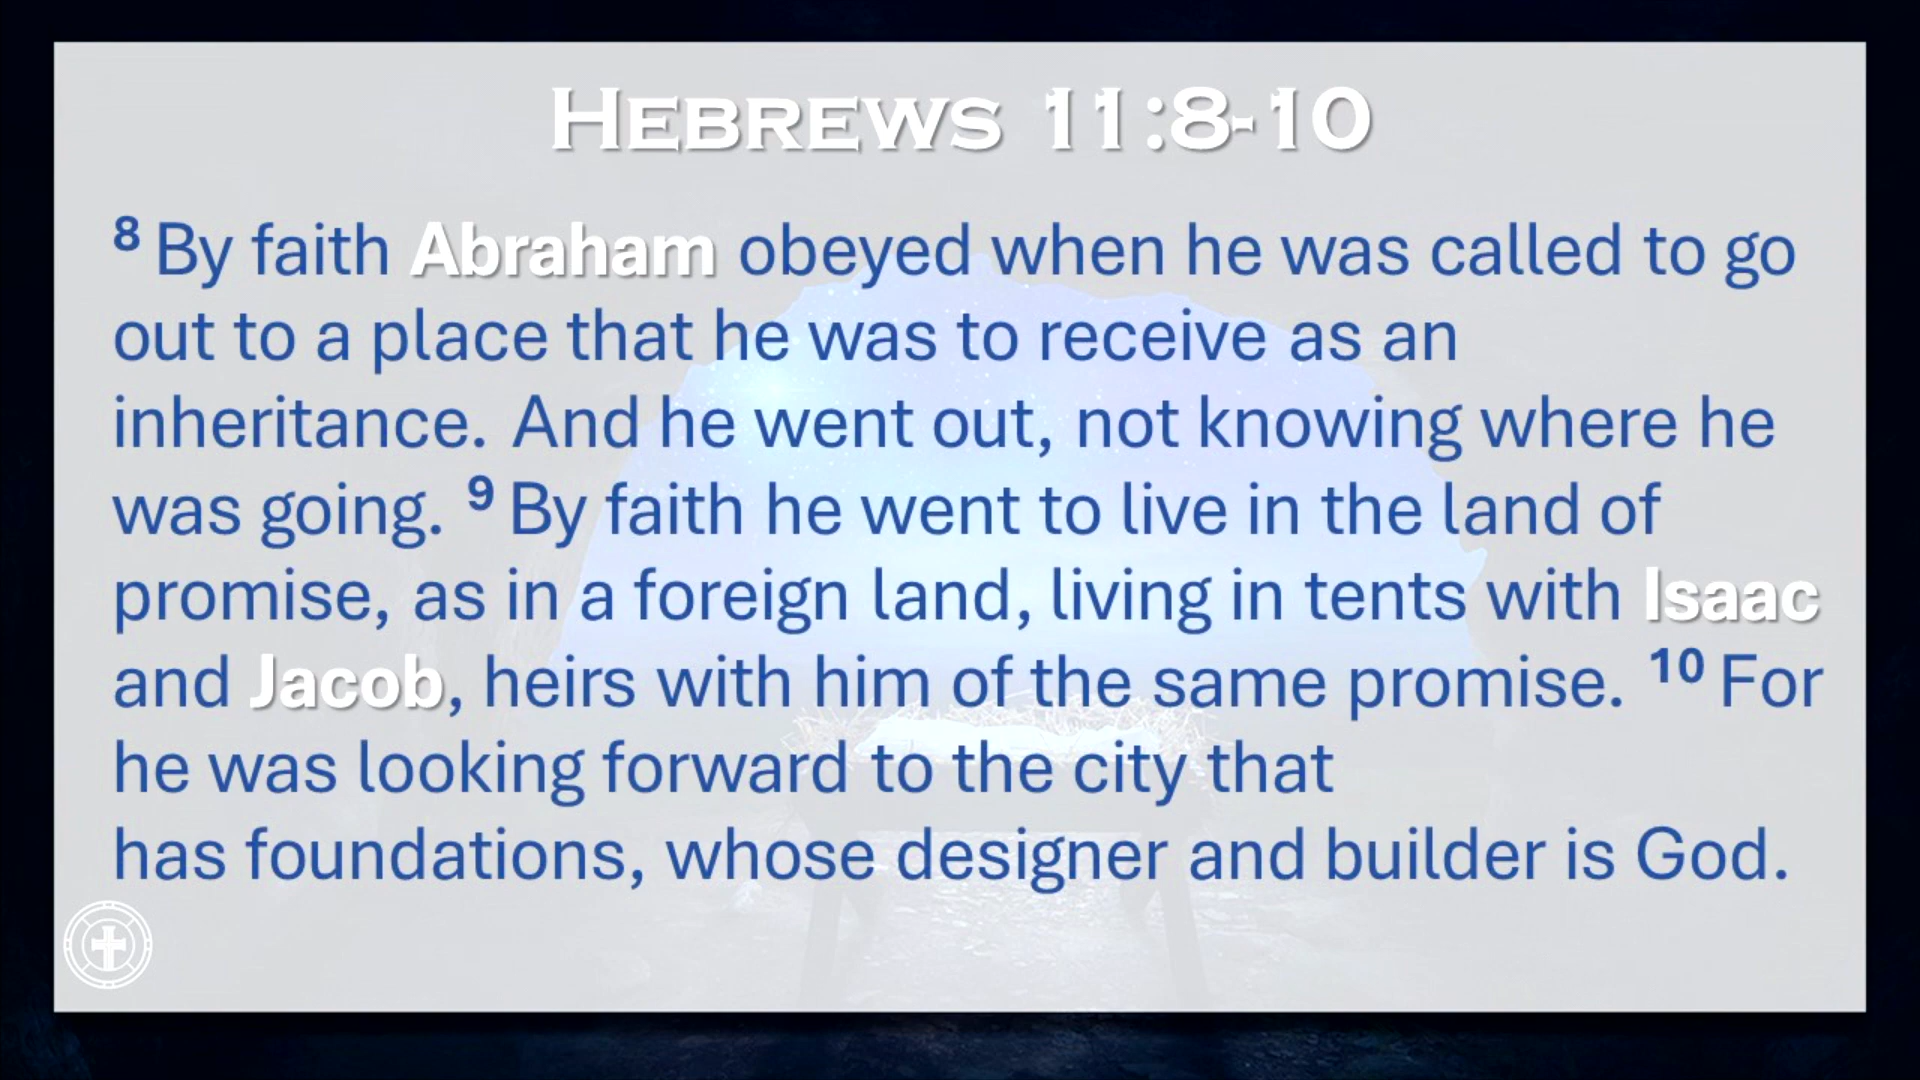 Hebrews 11:8-10
8 By faith Abraham obeyed when he was called to go
out to a place that he was to receive as an
inheritance. And he went out, not knowing where he
was going. 9 By faith he went to live in the land of
promise, as in a foreign land, living in tents with Isaac
and Jacob, heirs with him of the same promise. 10 For
he was looking forward to the city that
has foundations, whose designer and builder is God.